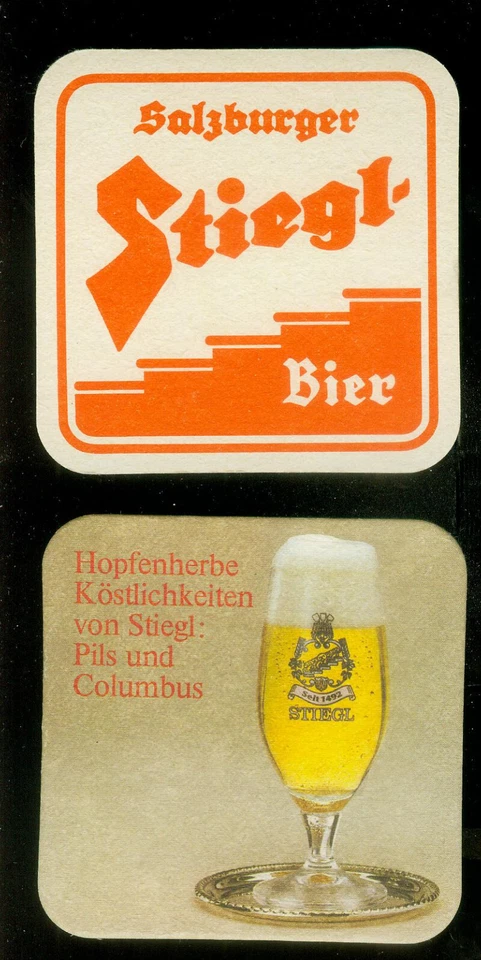 Salzburger
Stiegl-
Bier
Hopfenherbe
Köstlichkeiten
von Stiegl:
Pils und
Columbus
Seit 1492
STIEGL